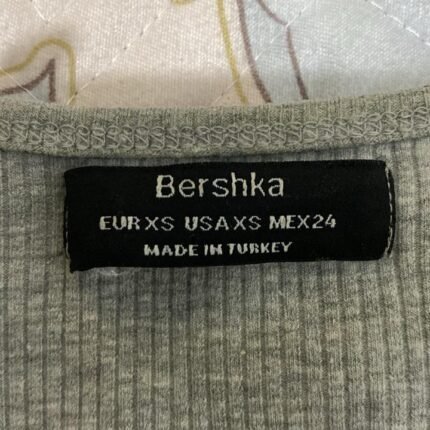 Bershka
EUR XS USA XS MEX 24
MADE IN TURKEY